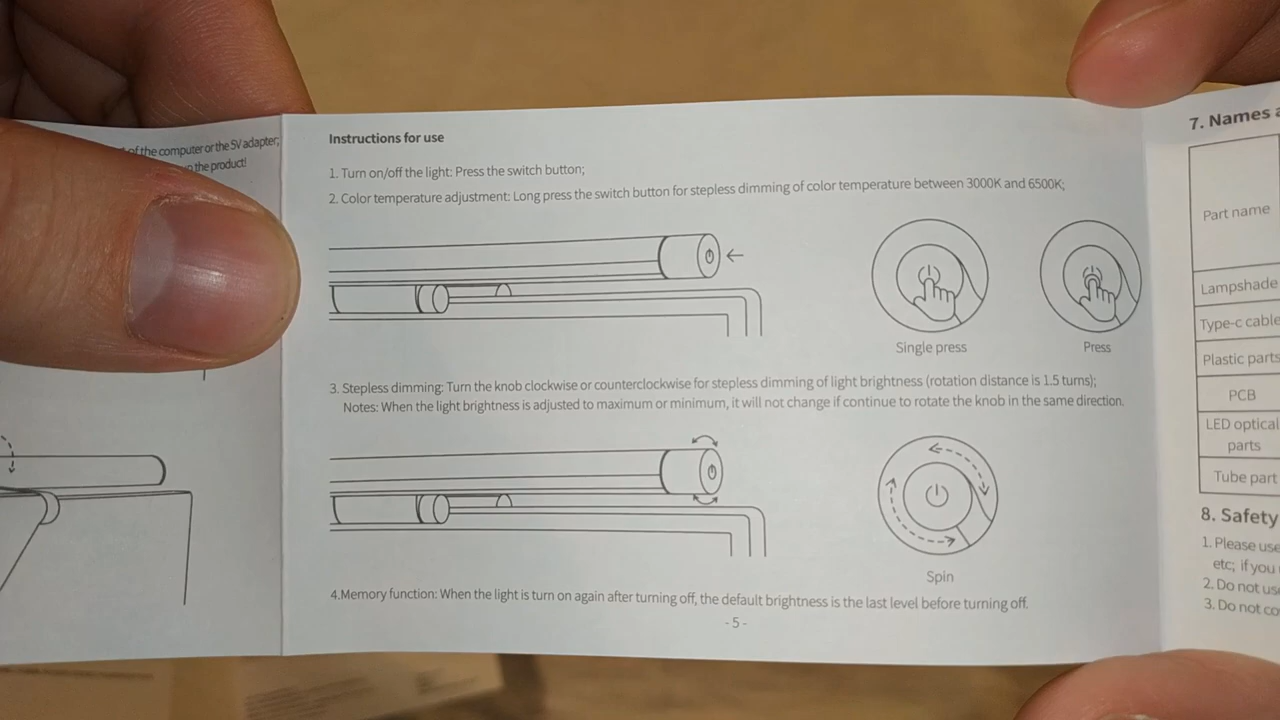 of the computer or the 5V adapter;
the product!
Instructions for use
1. Turn on/off the light: Press the switch button;
2. Color temperature adjustment: Long press the switch button for stepless dimming of color temperature between 3000K and 6500K;
Single press
Press
3. Stepless dimming: Turn the knob clockwise or counterclockwise for stepless dimming of light brightness (rotation distance is 1.5 turns);
Notes: When the light brightness is adjusted to maximum or minimum, it will not change if continue to rotate the knob in the same direction.
Spin
4.Memory function: When the light is turn on again after turning off, the default brightness is the last level before turning off.
- 5 -
7. Names
Part name
Lampshade
Type-c cable
Plastic parts
PCB
LED optical
parts
Tube part
8. Safety
1. Please use
etc; if you
2. Do not
3. Do not